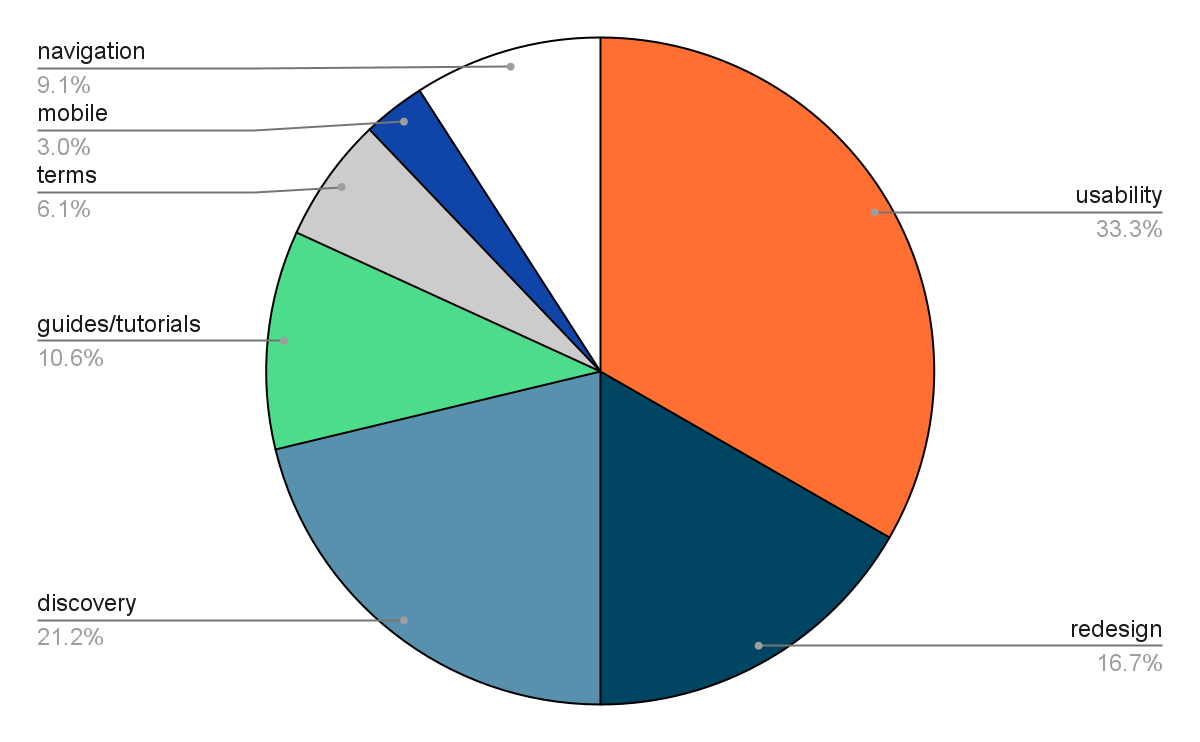 navigation
9.1%
mobile
3.0%
terms
6.1%
guides/tutorials
10.6%
discovery
21.2%
usability
33.3%
redesign
16.7%